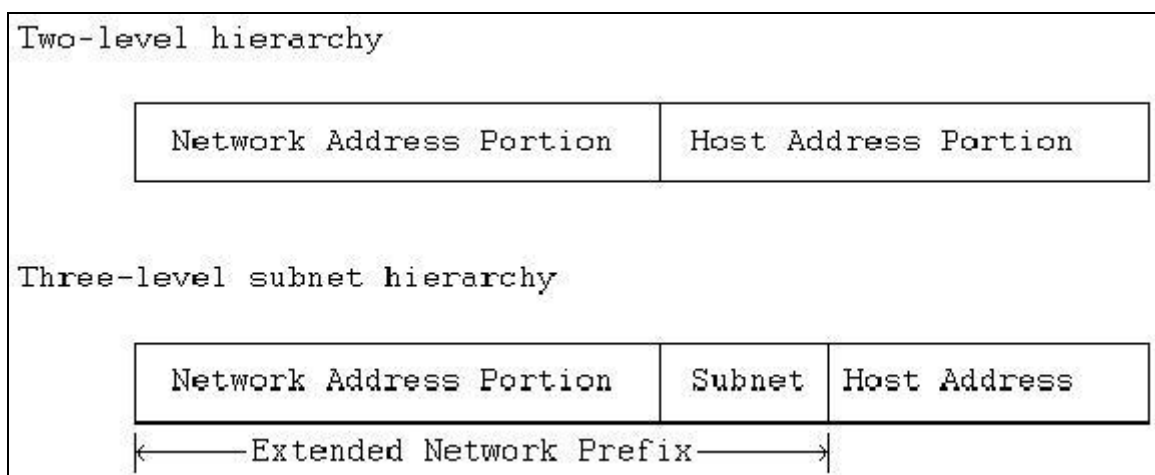 Two-level hierarchy
Network Address Portion Host Address Portion
Three-level subnet hierarchy
Network Address Portion Subnet Host Address
Extended Network Prefix